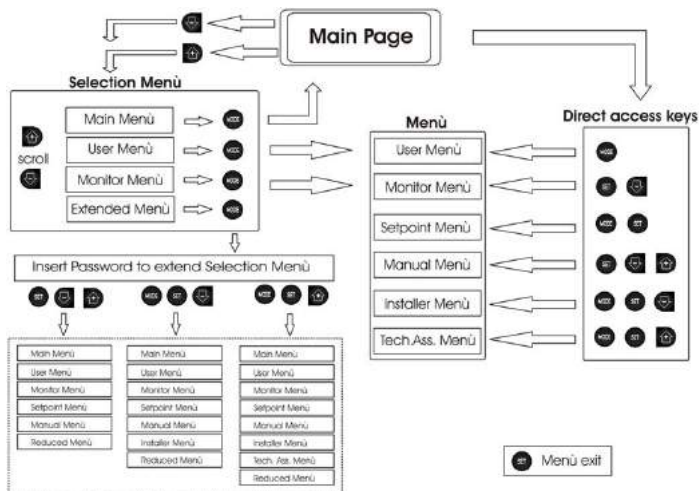 Main Page
Selection Menù
Main Menù
MODE
User Menù
MODE
Monitor Menù
MODE
Extended Menù
MODE
scroll
Insert Password to extend Selection Menù
SET
MODE SET
MODE SET
Main Menù
User Menù
Monitor Menù
Setpoint Menù
Manual Menù
Reduced Menù
Main Menù
User Menù
Monitor Menù
Setpoint Menù
Manual Menù
Installer Menù
Reduced Menù
Main Menù
User Menù
Monitor Menù
Setpoint Menù
Manual Menù
Installer Menù
Tech. Ass. Menù
Reduced Menù
Menù
User Menù
Monitor Menù
Setpoint Menù
Manual Menù
Installer Menù
Tech.Ass. Menù
Direct access keys
MODE
SET
MODE SET
SET
MODE SET
MODE SET
SET Menù exit